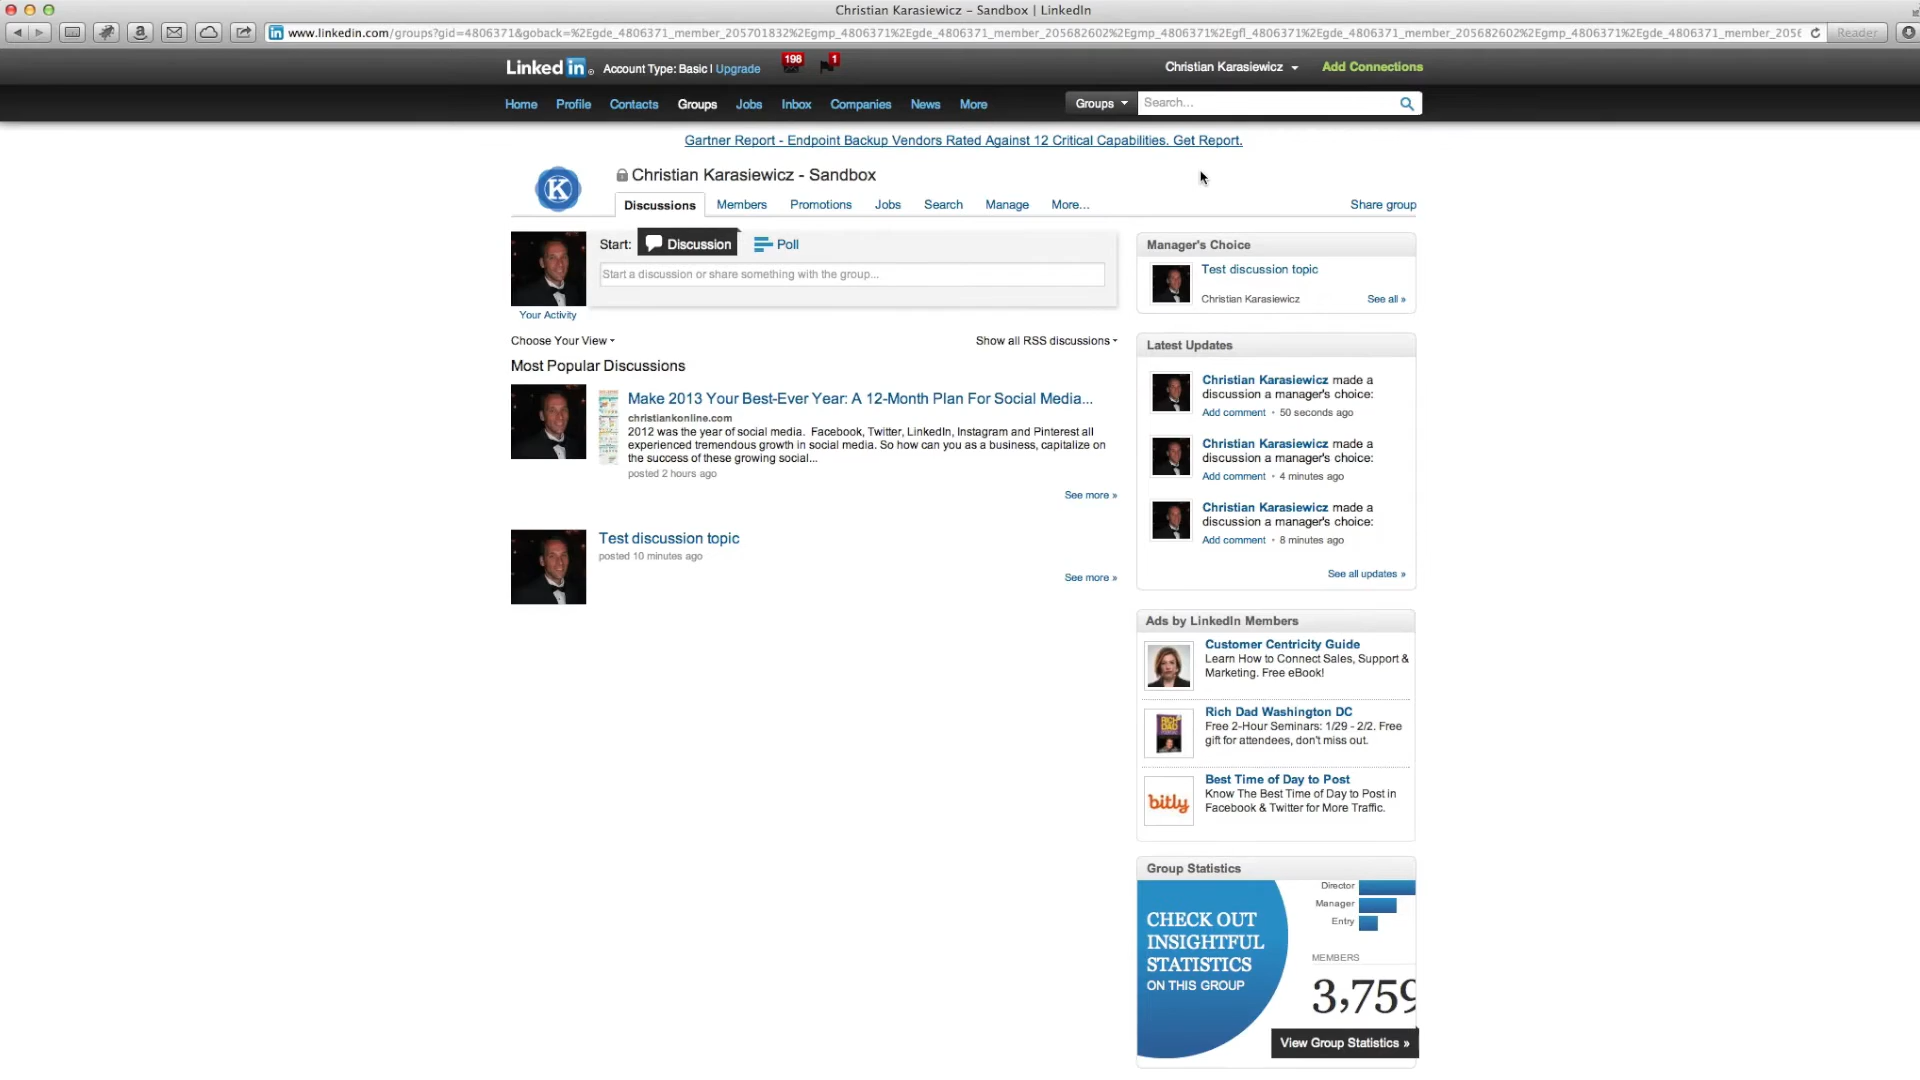 Christian Karasiewicz – Sandbox | LinkedIn
www.linkedin.com/groups?gid=4806371&goback=%2Egde_4806371_member_205701832%2Egmp_4806371%2Egde_4806371_member_205682602%2Egmp_4806371%2Egfl_4806371%2Egde_4806371_member_205682602%2Egmp_4806371%2Egde_4806371_member_2056
Reader
Linked in Account Type: Basic | Upgrade 198 1 Christian Karasiewicz Add Connections
Home Profile Contacts Groups Jobs Inbox Companies News More Groups Search...
Gartner Report - Endpoint Backup Vendors Rated Against 12 Critical Capabilities. Get Report.
K
Christian Karasiewicz - Sandbox
Discussions Members Promotions Jobs Search Manage More... Share group
Start: Discussion Poll
Start a discussion or share something with the group...
Your Activity
Choose Your View Show all RSS discussions
Most Popular Discussions
Make 2013 Your Best-Ever Year: A 12-Month Plan For Social Media...
christiankonline.com
2012 was the year of social media. Facebook, Twitter, LinkedIn, Instagram and Pinterest all
experienced tremendous growth in social media. So how can you as a business, capitalize on
the success of these growing social...
posted 2 hours ago
See more »
Test discussion topic
posted 10 minutes ago
See more »
Manager's Choice
Test discussion topic
Christian Karasiewicz See all »
Latest Updates
Christian Karasiewicz made a
discussion a manager's choice:
Add comment • 50 seconds ago
Christian Karasiewicz made a
discussion a manager's choice:
Add comment • 4 minutes ago
Christian Karasiewicz made a
discussion a manager's choice:
Add comment • 8 minutes ago
See all updates »
Ads by LinkedIn Members
Customer Centricity Guide
Learn How to Connect Sales, Support &
Marketing. Free eBook!
RICH DAD
Rich Dad Washington DC
Free 2-Hour Seminars: 1/29 - 2/2. Free
gift for attendees, don't miss out.
bitly
Best Time of Day to Post
Know The Best Time of Day to Post in
Facebook & Twitter for More Traffic.
Group Statistics
Director
Manager
Entry
CHECK OUT
INSIGHTFUL
STATISTICS
ON THIS GROUP
MEMBERS
3,759
View Group Statistics »